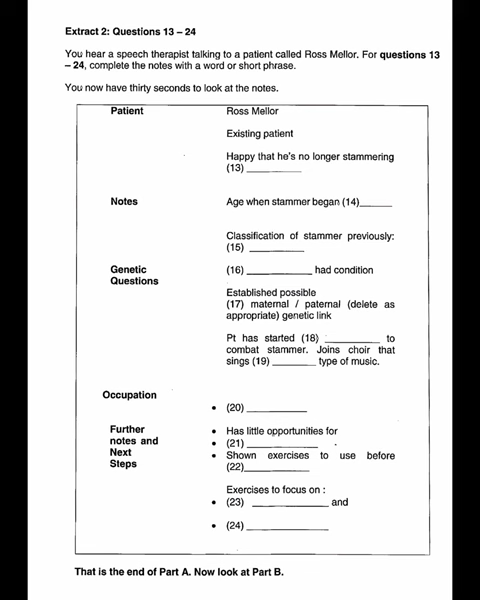 Extract 2: Questions 13 – 24
You hear a speech therapist talking to a patient called Ross Mellor. For questions 13
– 24, complete the notes with a word or short phrase.
You now have thirty seconds to look at the notes.
Patient
Ross Mellor
Existing patient
Happy that he's no longer stammering
(13) __________
Notes
Age when stammer began (14)______
Classification of stammer previously:
(15) __________
Genetic
Questions
(16) ____________ had condition
Established possible
(17) maternal / paternal (delete as
appropriate) genetic link
Pt has started (18) __________ to
combat stammer. Joins choir that
sings (19) ________ type of music.
Occupation
• (20) ___________
Further
notes and
Next
Steps
• Has little opportunities for
• (21) _____________
• Shown exercises to use before
(22)____________
Exercises to focus on :
• (23) ______________ and
• (24) _______________
That is the end of Part A. Now look at Part B.